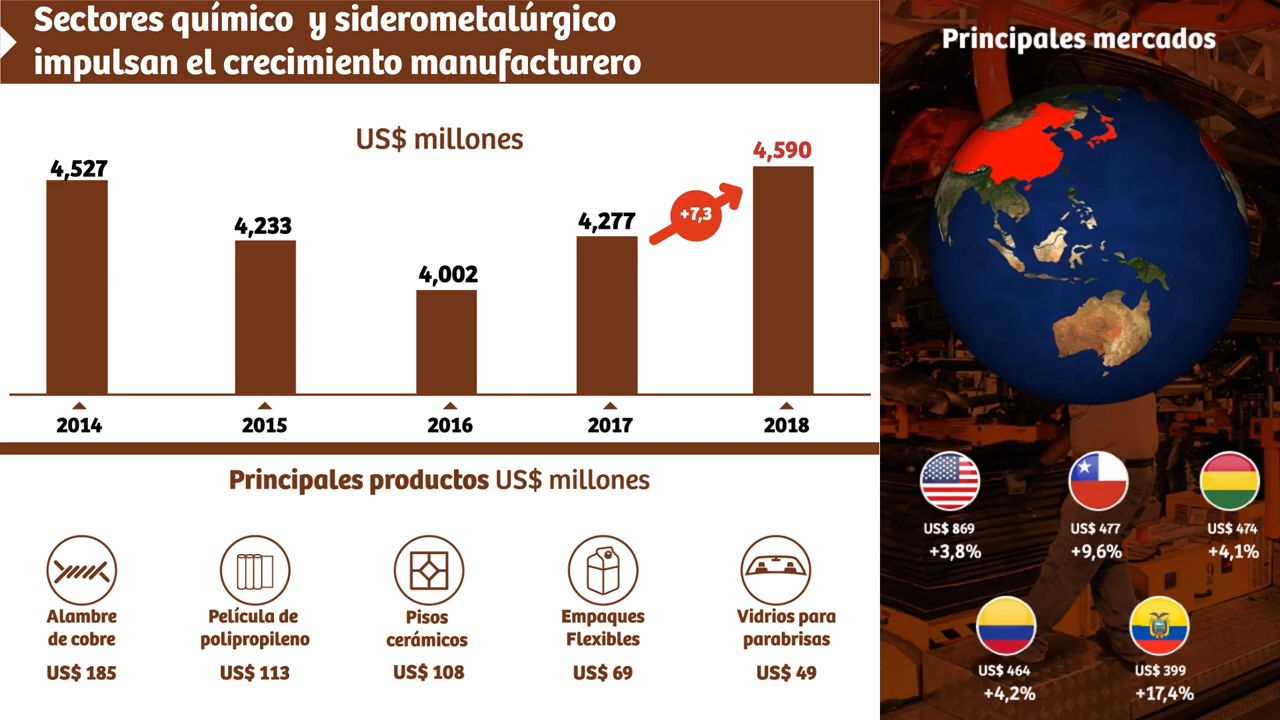 Sectores químico y siderometalúrgico
impulsan el crecimiento manufacturero
US$ millones
4,527
4,233
4,002
4,277
+7,3
4,590
2014
2015
2016
2017
2018
Principales productos US$ millones
Alambre
de cobre
US$ 185
Película de
polipropileno
US$ 113
Pisos
cerámicos
US$ 108
Empaques
Flexibles
US$ 69
Vidrios para
parabrisas
US$ 49
Principales mercados
US$ 869
+3,8%
US$ 477
+9,6%
US$ 474
+4,1%
US$ 464
+4,2%
US$ 399
+17,4%